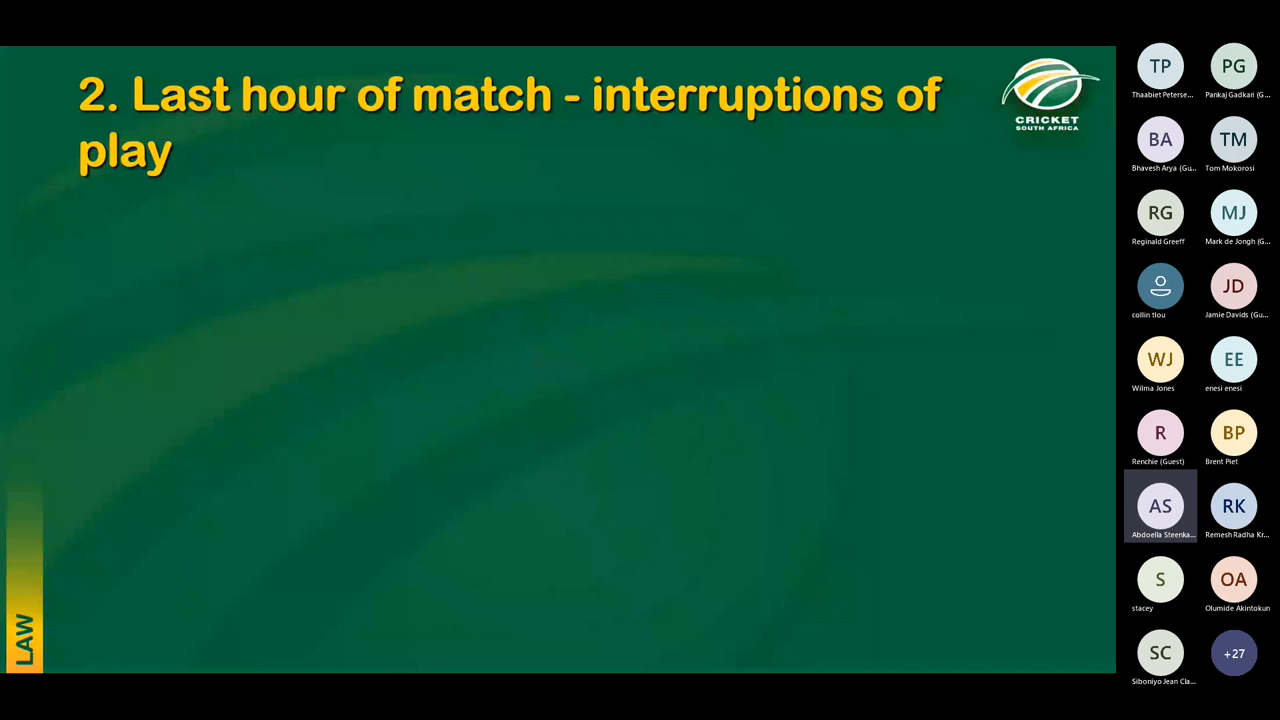 2. Last hour of match - interruptions of
play
CRICKET
SOUTH AFRICA
LAW
TP
PG
Thaabiet Peterse...
Pankaj Gadkari (G...
BA
TM
Bhavesh Arya (Gu...
Tom Mokorosi
RG
MJ
Reginald Greeff
Mark de Jongh (G...
JD
collin tlou
Jamie Davids (Gu...
WJ
EE
Wilma Jones
enesi enesi
R
BP
Renchie (Guest)
Brent Piet
AS
RK
Abdoella Steenka...
Remesh Radha Kr...
S
OA
stacey
Olumide Akintokun
SC
+27
Siboniyo Jean Cla...